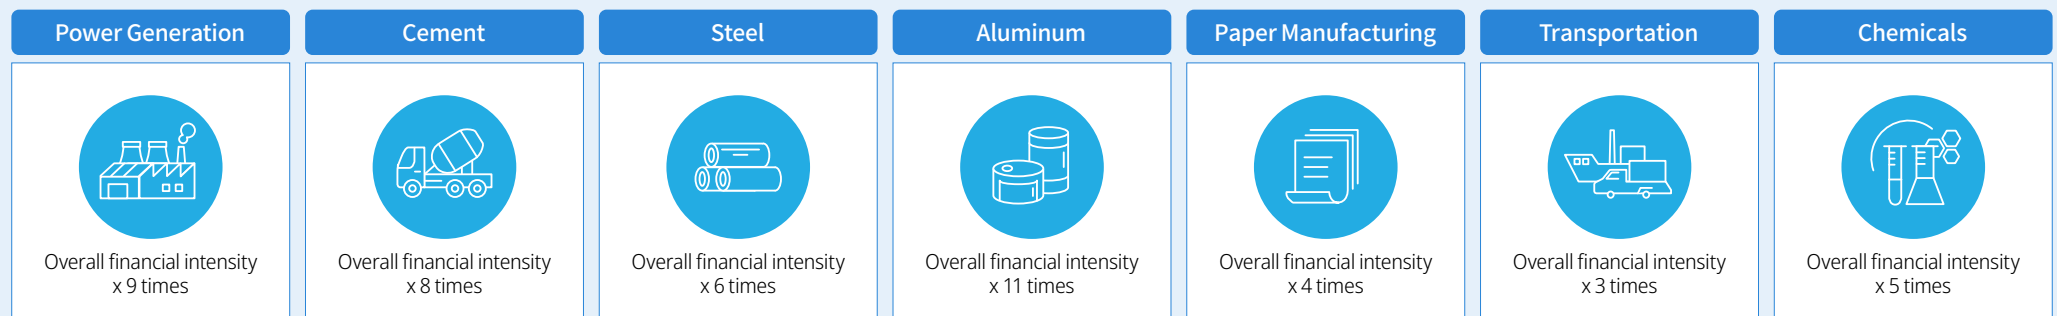 Power Generation
Overall financial intensity
x 9 times
Cement
Overall financial intensity
x 8 times
Steel
Overall financial intensity
x 6 times
Aluminum
Overall financial intensity
x 11 times
Paper Manufacturing
Overall financial intensity
x 4 times
Transportation
Overall financial intensity
x 3 times
Chemicals
Overall financial intensity
x 5 times